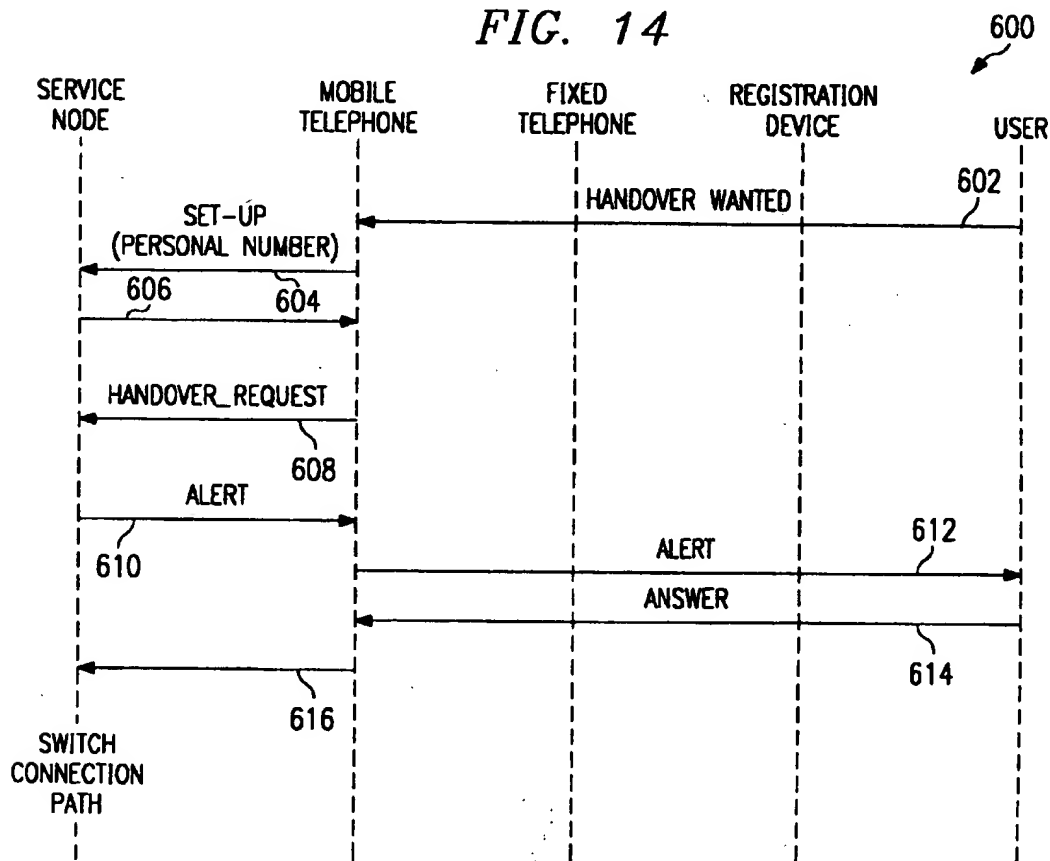 FIG. 14
600
SERVICE
NODE
MOBILE
TELEPHONE
FIXED
TELEPHONE
REGISTRATION
DEVICE
USER
HANDOVER WANTED
602
SET-UP
(PERSONAL NUMBER)
604
606
HANDOVER_REQUEST
608
ALERT
610
ALERT
612
ANSWER
614
616
SWITCH
CONNECTION
PATH